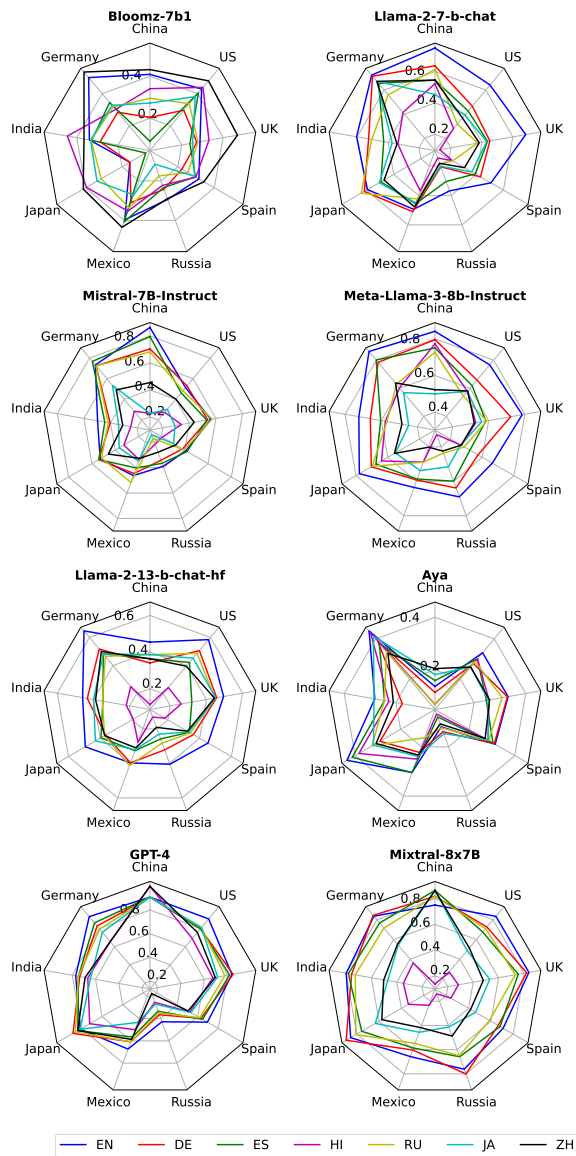 Bloomz-7b1
China
US
UK
Spain
Russia
Mexico
Japan
India
Germany
0.2
0.4
Llama-2-7-b-chat
China
US
UK
Spain
Russia
Mexico
Japan
India
Germany
0.2
0.4
0.6
Mistral-7B-Instruct
China
US
UK
Spain
Russia
Mexico
Japan
India
Germany
0.2
0.4
0.6
0.8
Meta-Llama-3-8b-Instruct
China
US
UK
Spain
Russia
Mexico
Japan
India
Germany
0.4
0.6
0.8
Llama-2-13-b-chat-hf
China
US
UK
Spain
Russia
Mexico
Japan
India
Germany
0.2
0.4
0.6
Aya
China
US
UK
Spain
Russia
Mexico
Japan
India
Germany
0.2
0.4
GPT-4
China
US
UK
Spain
Russia
Mexico
Japan
India
Germany
0.2
0.4
0.6
0.8
Mixtral-8x7B
China
US
UK
Spain
Russia
Mexico
Japan
India
Germany
0.2
0.4
0.6
0.8
EN DE ES HI RU JA ZH